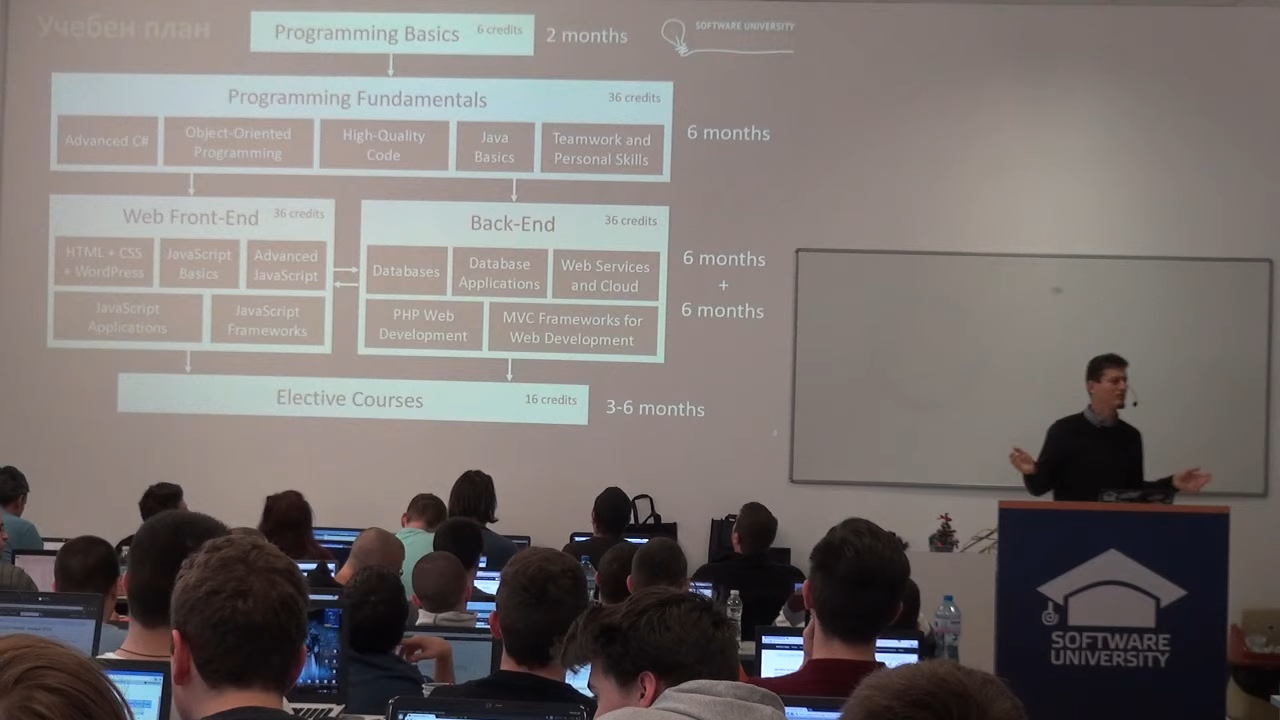 Учебен план
Programming Basics 6 credits
2 months
SOFTWARE UNIVERSITY
Programming Fundamentals 36 credits
Advanced C#
Object-Oriented
Programming
High-Quality
Code
Java
Basics
Teamwork and
Personal Skills
6 months
Web Front-End 36 credits
HTML + CSS
+ WordPress
JavaScript
Basics
Advanced
JavaScript
JavaScript
Applications
JavaScript
Frameworks
Back-End 36 credits
Databases
Database
Applications
Web Services
and Cloud
PHP Web
Development
MVC Frameworks for
Web Development
6 months
+
6 months
Elective Courses 16 credits
3-6 months
SOFTWARE
UNIVERSITY